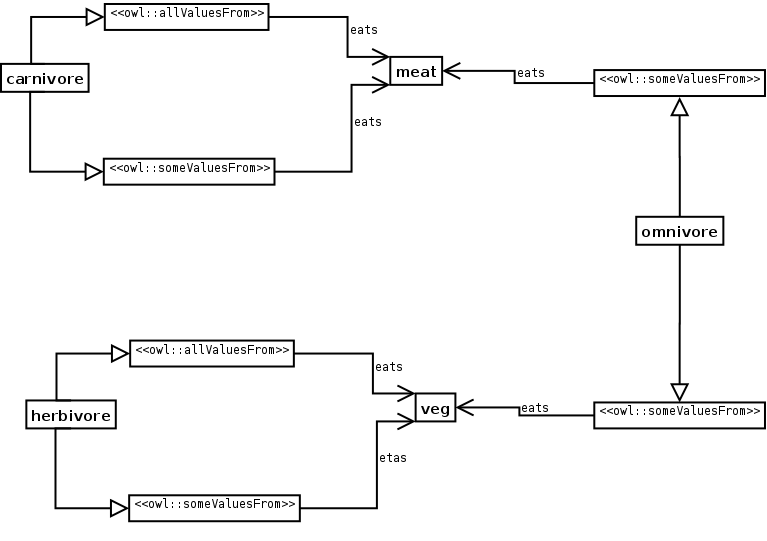 <<owl::allValuesFrom>>
eats
carnivore
meat
eats
<<owl::someValuesFrom>>
eats
<<owl::someValuesFrom>>
omnivore
<<owl::allValuesFrom>>
eats
herbivore
veg
eats
<<owl::someValuesFrom>>
etas
<<owl::someValuesFrom>>